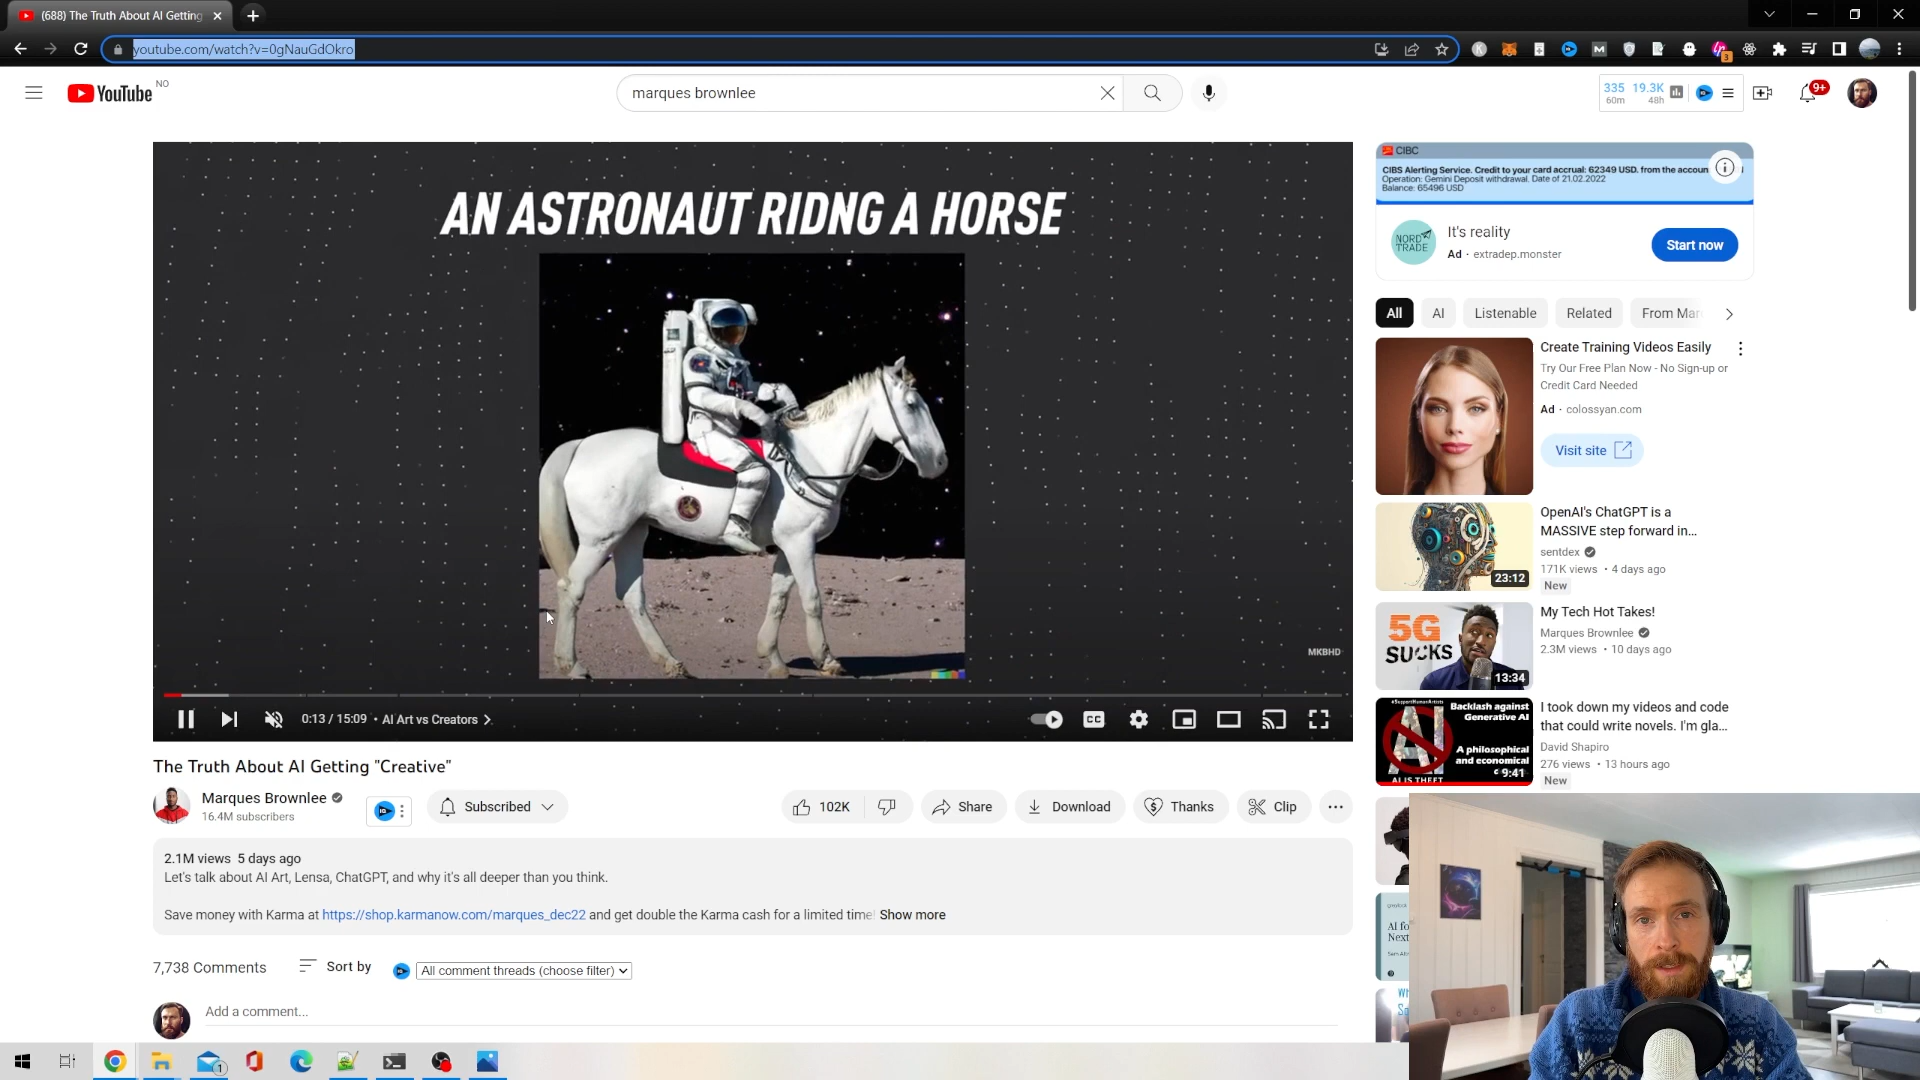 (688) The Truth About AI Getting
youtube.com/watch?v=0gNauGdOkro
3
YouTube NO
marques brownlee
335 19.3K
60m 48h
9+
AN ASTRONAUT RIDNG A HORSE
MKBHD
0:13 / 15:09 • AI Art vs Creators
CC
The Truth About AI Getting "Creative"
Marques Brownlee
16.4M subscribers
Subscribed
102K
Share
Download
Thanks
Clip
2.1M views 5 days ago
Let's talk about AI Art, Lensa, ChatGPT, and why it's all deeper than you think.
Save money with Karma at https://shop.karmanow.com/marques_dec22 and get double the Karma cash for a limited time! Show more
7,738 Comments
Sort by
All comment threads (choose filter)
Add a comment...
CIBC
CIBS Alerting Service. Credit to your card accrual: 62349 USD. from the accoun
Operation: Gemini Deposit withdrawal. Date of 21.02.2022
Balance: 65496 USD
NORD
TRADE
It's reality
Ad · extradep.monster
Start now
All
AI
Listenable
Related
From Mar
Create Training Videos Easily
Try Our Free Plan Now - No Sign-up or
Credit Card Needed
Ad · colossyan.com
Visit site
23:12
OpenAI's ChatGPT is a
MASSIVE step forward in...
sentdex
171K views • 4 days ago
New
5G
SUCKS
13:34
My Tech Hot Takes!
Marques Brownlee
2.3M views • 10 days ago
#SupportHumanArtists
Backlash against
Generative AI
AI
A philosophical
and economical
9:41
AI IS THEFT
I took down my videos and code
that could write novels. I'm gla...
David Shapiro
276 views • 13 hours ago
New
AI fo
Next
Wh
1